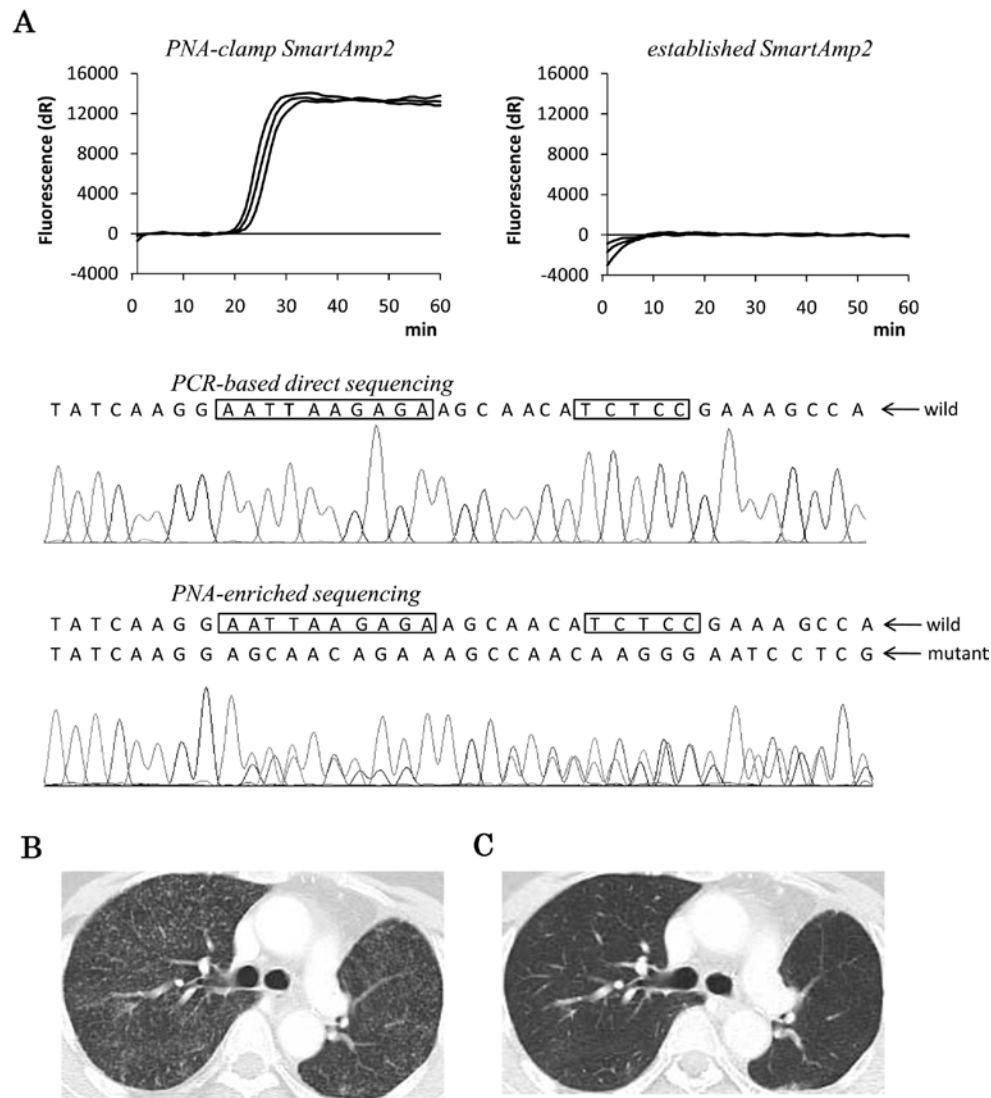 A
PNA-clamp SmartAmp2
established SmartAmp2
Fluorescence (dR)
16000
12000
8000
4000
0
-4000
0 10 20 30 40 50 60
min
Fluorescence (dR)
16000
12000
8000
4000
0
-4000
0 10 20 30 40 50 60
min
PCR-based direct sequencing
T A T C A A G G A A T T A A G A G A A G C A A C A T C T C C G A A A G C C A ← wild
PNA-enriched sequencing
T A T C A A G G A A T T A A G A G A A G C A A C A T C T C C G A A A G C C A ← wild
T A T C A A G G A G C A A C A G A A A G C C A A C A A G G G A A T C C T C G ← mutant
B
C